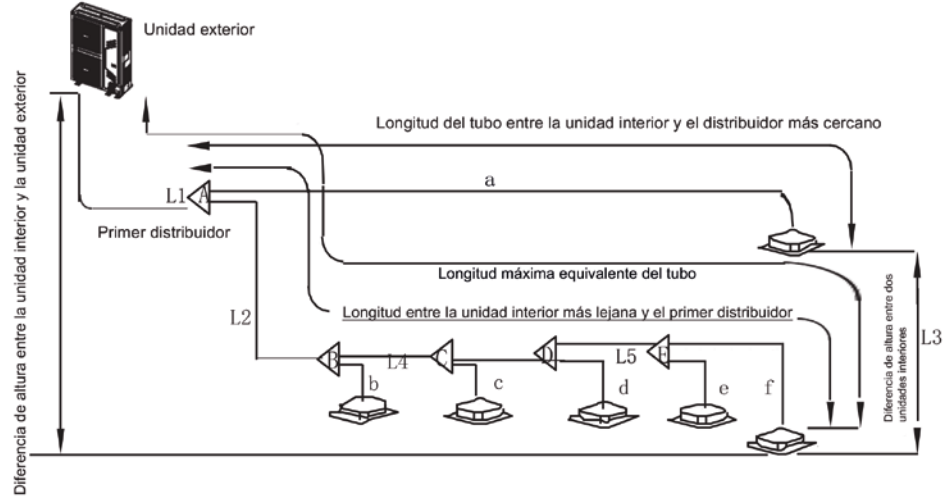 Unidad exterior
Diferencia de altura entre la unidad interior y la unidad exterior
Longitud del tubo entre la unidad interior y el distribuidor más cercano
a
L1
A
Primer distribuidor
Longitud máxima equivalente del tubo
Longitud entre la unidad interior más lejana y el primer distribuidor
L2
Diferencia de altura entre dos
unidades interiores
L3
B
L4
C
D
L5
E
b
c
d
e
f